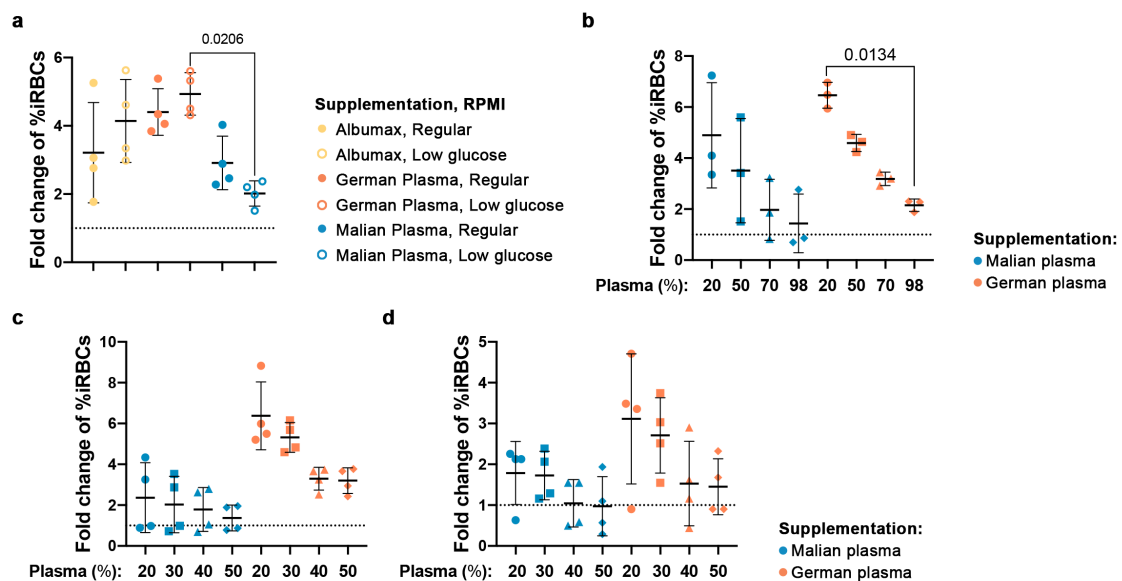 a
0.0206
Fold change of %iRBCs
6
4
2
0
Supplementation, RPMI
Albumax, Regular
Albumax, Low glucose
German Plasma, Regular
German Plasma, Low glucose
Malian Plasma, Regular
Malian Plasma, Low glucose
b
0.0134
Fold change of %iRBCs
8
6
4
2
0
Plasma (%): 20 50 70 98 20 50 70 98
Supplementation:
Malian plasma
German plasma
c
Fold change of %iRBCs
10
8
6
4
2
0
Plasma (%): 20 30 40 50 20 30 40 50
d
Fold change of %iRBCs
5
4
3
2
1
0
Plasma (%): 20 30 40 50 20 30 40 50
Supplementation:
Malian plasma
German plasma